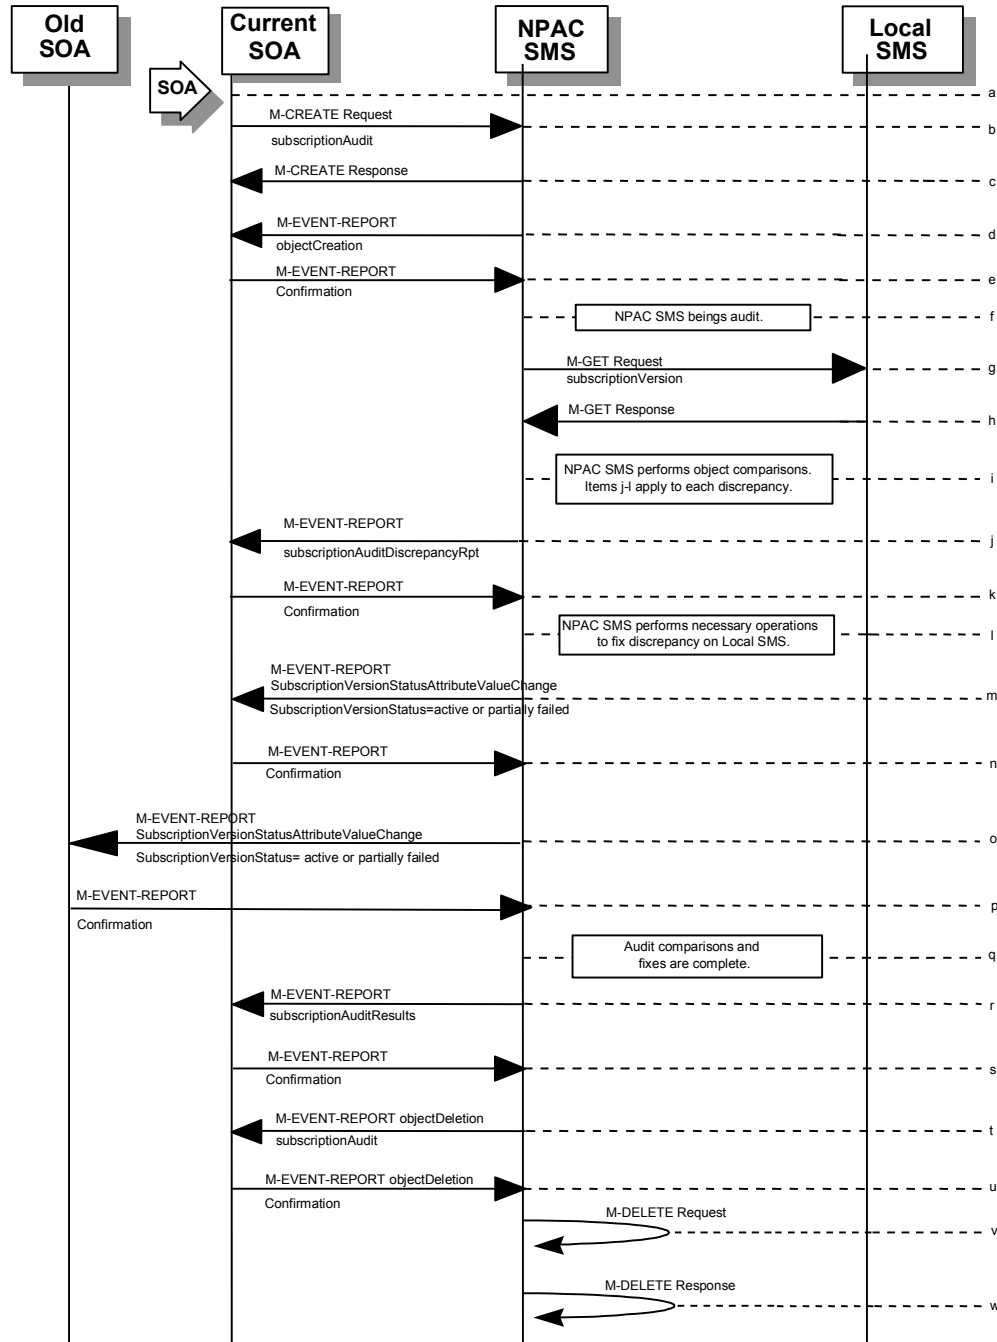 Old
SOA
Current
SOA
NPAC
SMS
Local
SMS
SOA
a
M-CREATE Request
subscriptionAudit
b
M-CREATE Response
c
M-EVENT-REPORT
objectCreation
d
M-EVENT-REPORT
Confirmation
e
NPAC SMS beings audit.
f
M-GET Request
subscriptionVersion
g
M-GET Response
h
NPAC SMS performs object comparisons.
Items j-l apply to each discrepancy.
i
M-EVENT-REPORT
subscriptionAuditDiscrepancyRpt
j
M-EVENT-REPORT
Confirmation
k
NPAC SMS performs necessary operations
to fix discrepancy on Local SMS.
l
M-EVENT-REPORT
SubscriptionVersionStatusAttributeValueChange
SubscriptionVersionStatus=active or partially failed
m
M-EVENT-REPORT
Confirmation
n
M-EVENT-REPORT
SubscriptionVersionStatusAttributeValueChange
SubscriptionVersionStatus= active or partially failed
o
M-EVENT-REPORT
Confirmation
p
Audit comparisons and
fixes are complete.
q
M-EVENT-REPORT
subscriptionAuditResults
r
M-EVENT-REPORT
Confirmation
s
M-EVENT-REPORT objectDeletion
subscriptionAudit
t
M-EVENT-REPORT objectDeletion
Confirmation
u
M-DELETE Request
v
M-DELETE Response
w